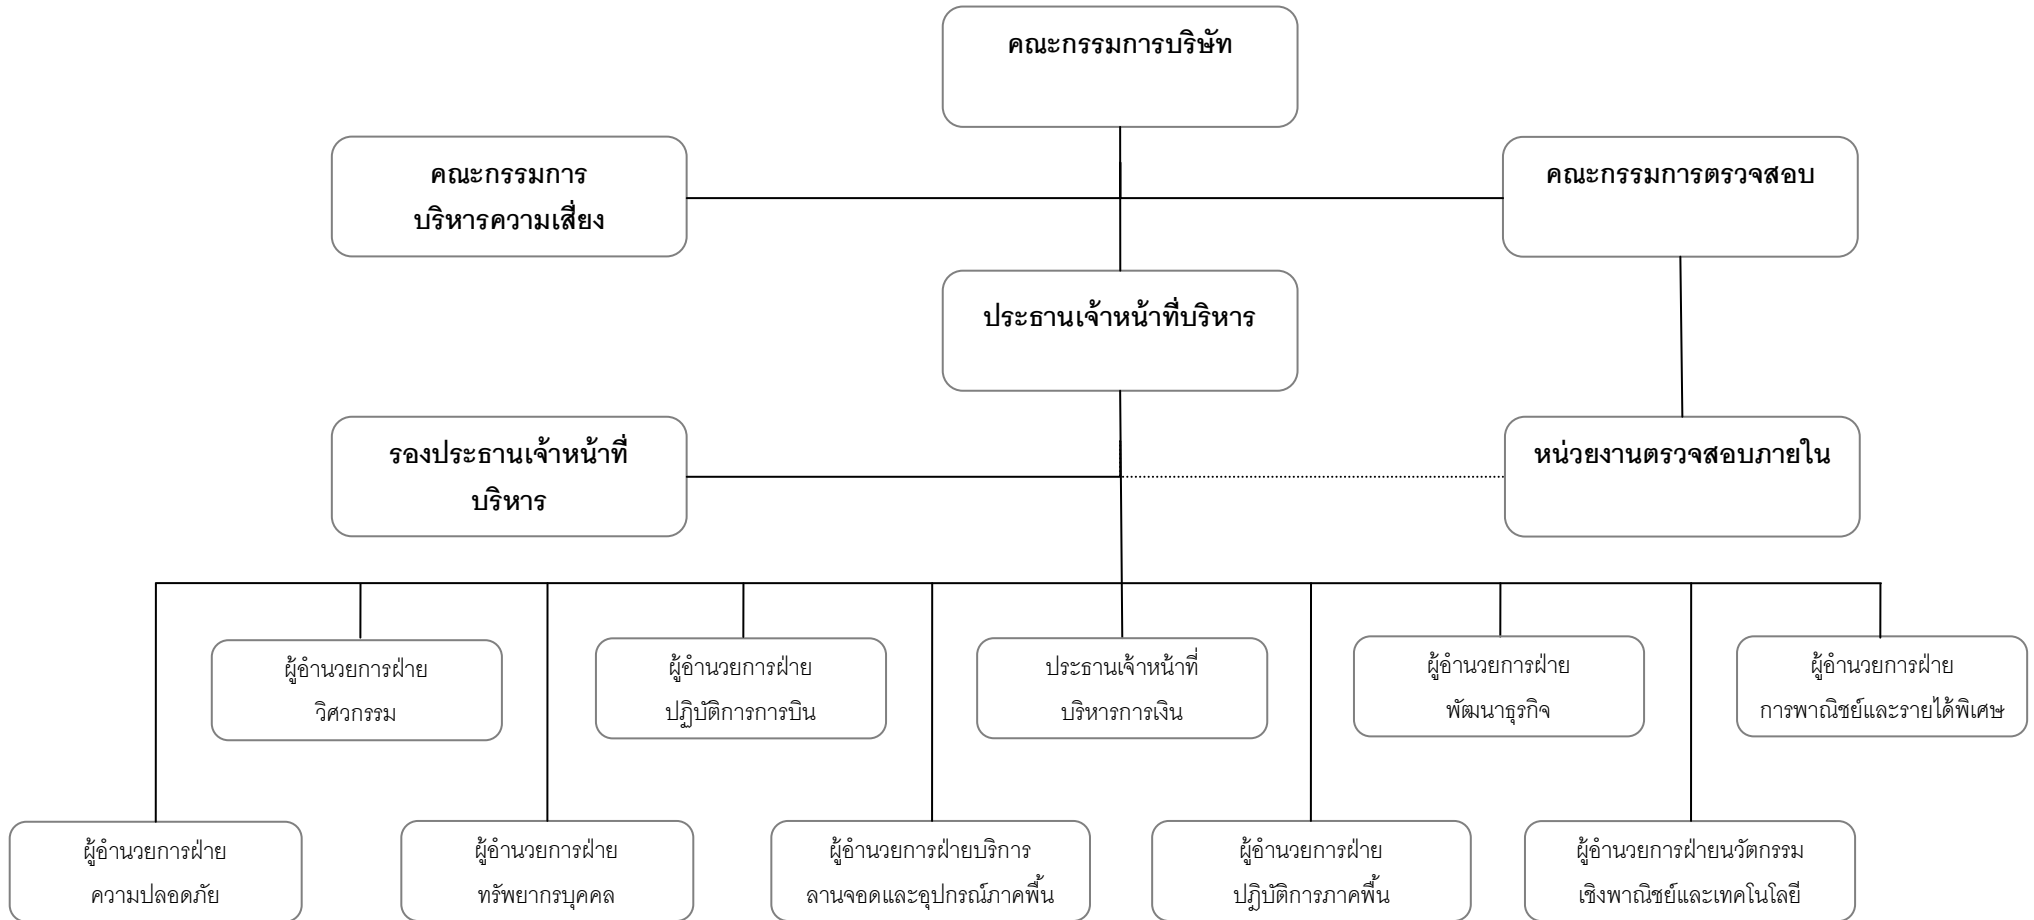 คณะกรรมการบริษัท
คณะกรรมการ
บริหารความเสี่ยง
คณะกรรมการตรวจสอบ
ประธานเจ้าหน้าที่บริหาร
รองประธานเจ้าหน้าที่
บริหาร
หน่วยงานตรวจสอบภายใน
ผู้อำนวยการฝ่าย
วิศวกรรม
ผู้อำนวยการฝ่าย
ปฏิบัติการการบิน
ประธานเจ้าหน้าที่
บริหารการเงิน
ผู้อำนวยการฝ่าย
พัฒนาธุรกิจ
ผู้อำนวยการฝ่าย
การพาณิชย์และรายได้พิเศษ
ผู้อำนวยการฝ่าย
ความปลอดภัย
ผู้อำนวยการฝ่าย
ทรัพยากรบุคคล
ผู้อำนวยการฝ่ายบริการ
ลานจอดและอุปกรณ์ภาคพื้น
ผู้อำนวยการฝ่าย
ปฏิบัติการภาคพื้น
ผู้อำนวยการฝ่ายนวัตกรรม
เชิงพาณิชย์และเทคโนโลยี